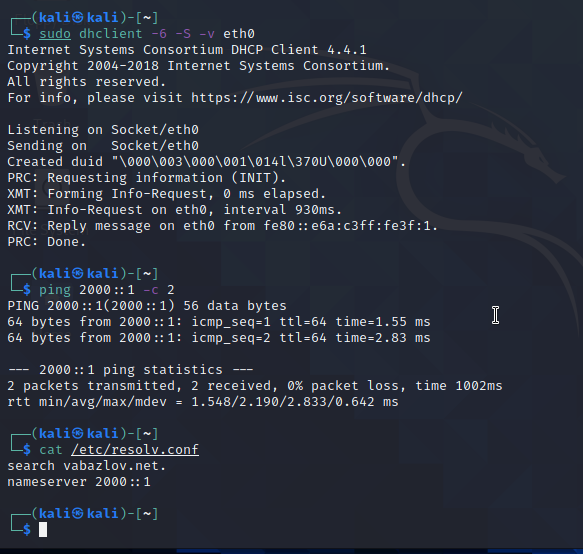 ┌──(kali㉿kali)-[~]
└─$ sudo dhclient -6 -S -v eth0
Internet Systems Consortium DHCP Client 4.4.1
Copyright 2004-2018 Internet Systems Consortium.
All rights reserved.
For info, please visit https://www.isc.org/software/dhcp/

Listening on Socket/eth0
Sending on   Socket/eth0
Created duid "\000\003\000\001\014l\370U\000\000".
PRC: Requesting information (INIT).
XMT: Forming Info-Request, 0 ms elapsed.
XMT: Info-Request on eth0, interval 930ms.
RCV: Reply message on eth0 from fe80::e6a:c3ff:fe3f:1.
PRC: Done.

┌──(kali㉿kali)-[~]
└─$ ping 2000::1 -c 2
PING 2000::1(2000::1) 56 data bytes
64 bytes from 2000::1: icmp_seq=1 ttl=64 time=1.55 ms
64 bytes from 2000::1: icmp_seq=2 ttl=64 time=2.83 ms

--- 2000::1 ping statistics ---
2 packets transmitted, 2 received, 0% packet loss, time 1002ms
rtt min/avg/max/mdev = 1.548/2.190/2.833/0.642 ms

┌──(kali㉿kali)-[~]
└─$ cat /etc/resolv.conf
search vabazlov.net.
nameserver 2000::1

┌──(kali㉿kali)-[~]
└─$